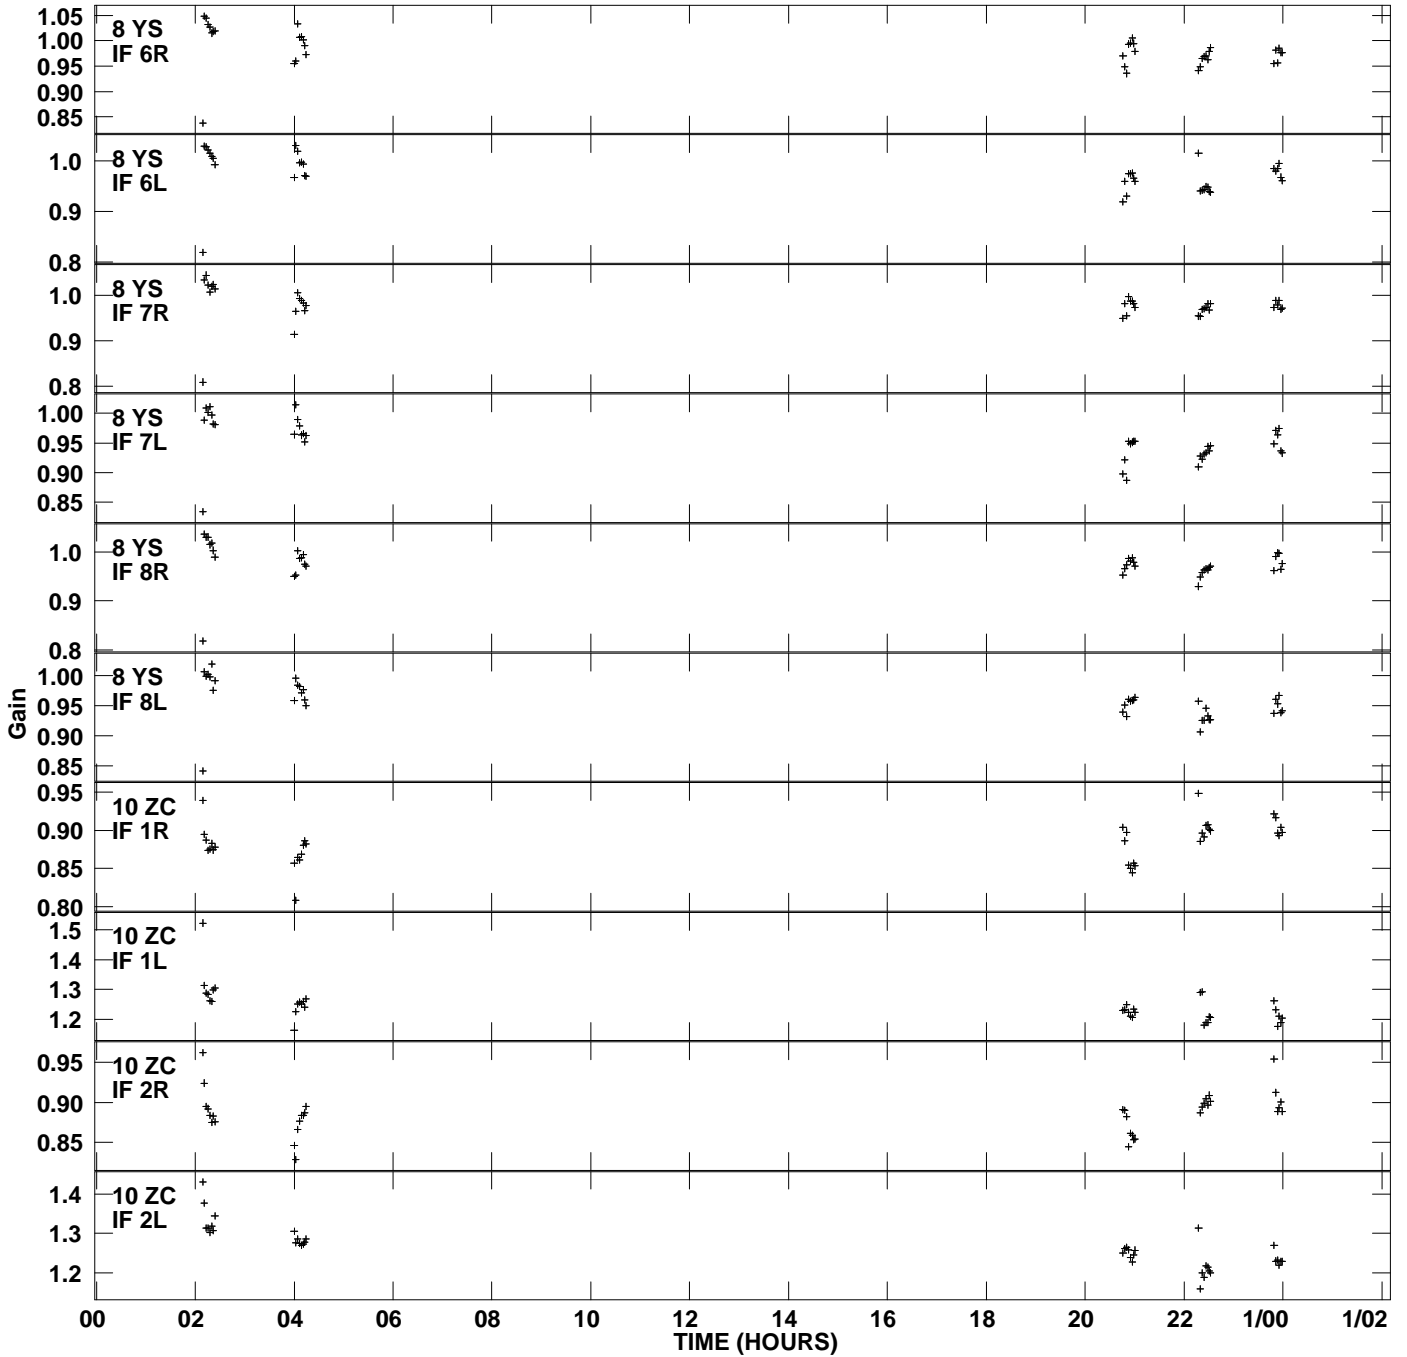 1.05
1.00
0.95
0.90
0.85
8 YS
IF 6R
1.0
0.9
0.8
8 YS
IF 6L
1.0
0.9
0.8
8 YS
IF 7R
1.00
0.95
0.90
0.85
8 YS
IF 7L
1.0
0.9
0.8
8 YS
IF 8R
1.00
0.95
0.90
0.85
8 YS
IF 8L
Gain
0.95
0.90
0.85
0.80
10 ZC
IF 1R
1.5
1.4
1.3
1.2
10 ZC
IF 1L
0.95
0.90
0.85
10 ZC
IF 2R
1.4
1.3
1.2
10 ZC
IF 2L
00 02 04 06 08 10 12 14 16 18 20 22 1/00 1/02
TIME (HOURS)